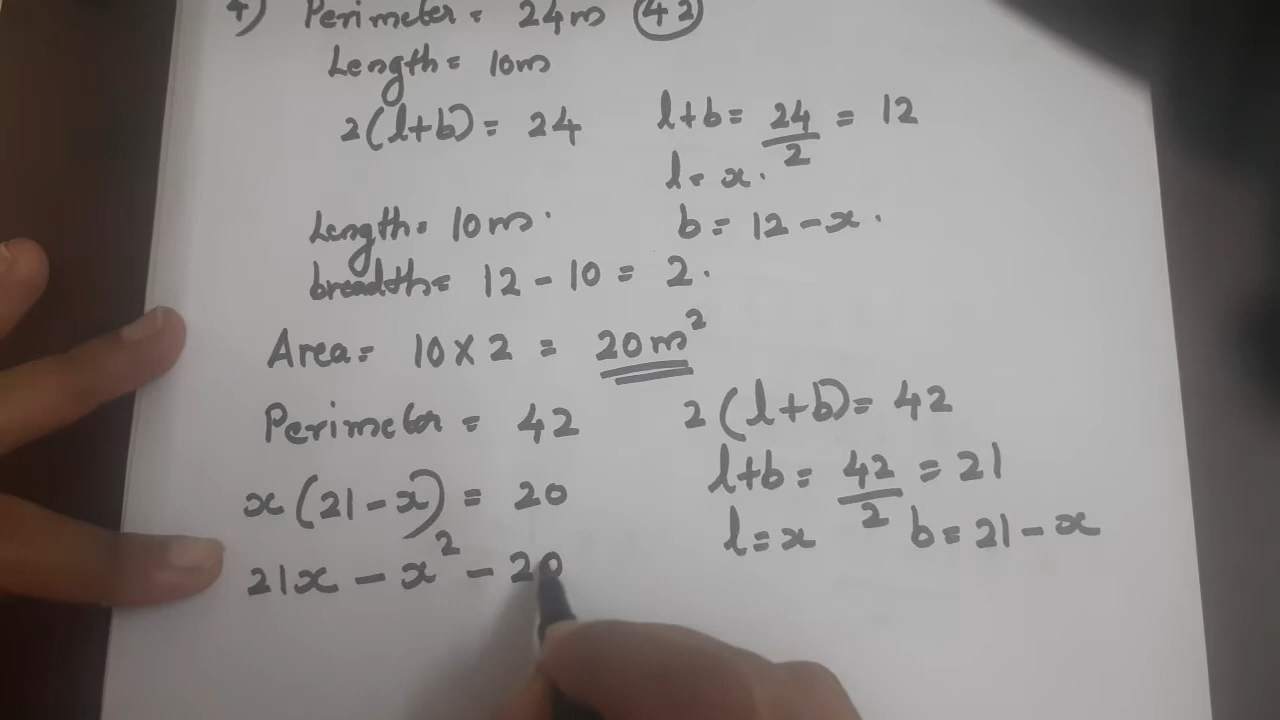 4) Perimeter = 24m (42)
Length = 10m
2(l+b) = 24 l+b = 24/2 = 12
l = x.
Length = 10m. b = 12-x.
breadth = 12 - 10 = 2.
Area = 10 X 2 = 20m²
Perimeter = 42 2(l+b) = 42
x(21-x) = 20 l+b = 42/2 = 21
l=x b=21-x
21x - x² - 20